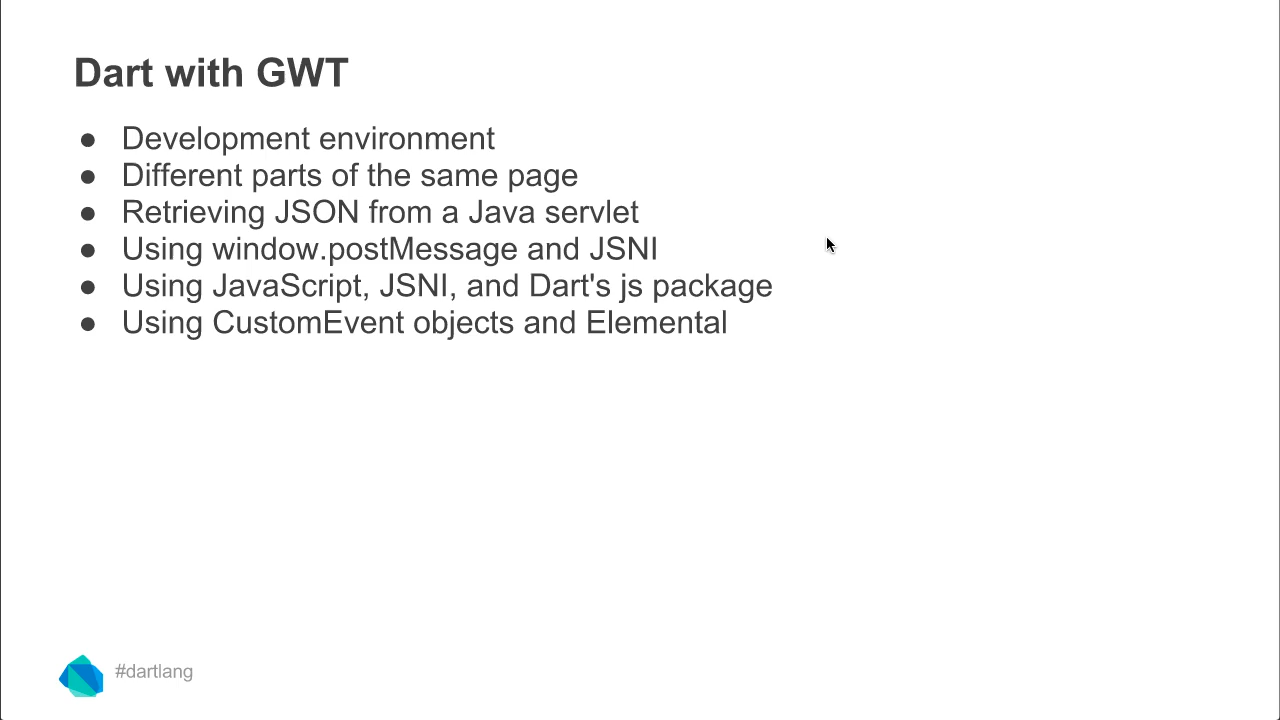 Dart with GWT
● Development environment
● Different parts of the same page
● Retrieving JSON from a Java servlet
● Using window.postMessage and JSNI
● Using JavaScript, JSNI, and Dart's js package
● Using CustomEvent objects and Elemental
#dartlang